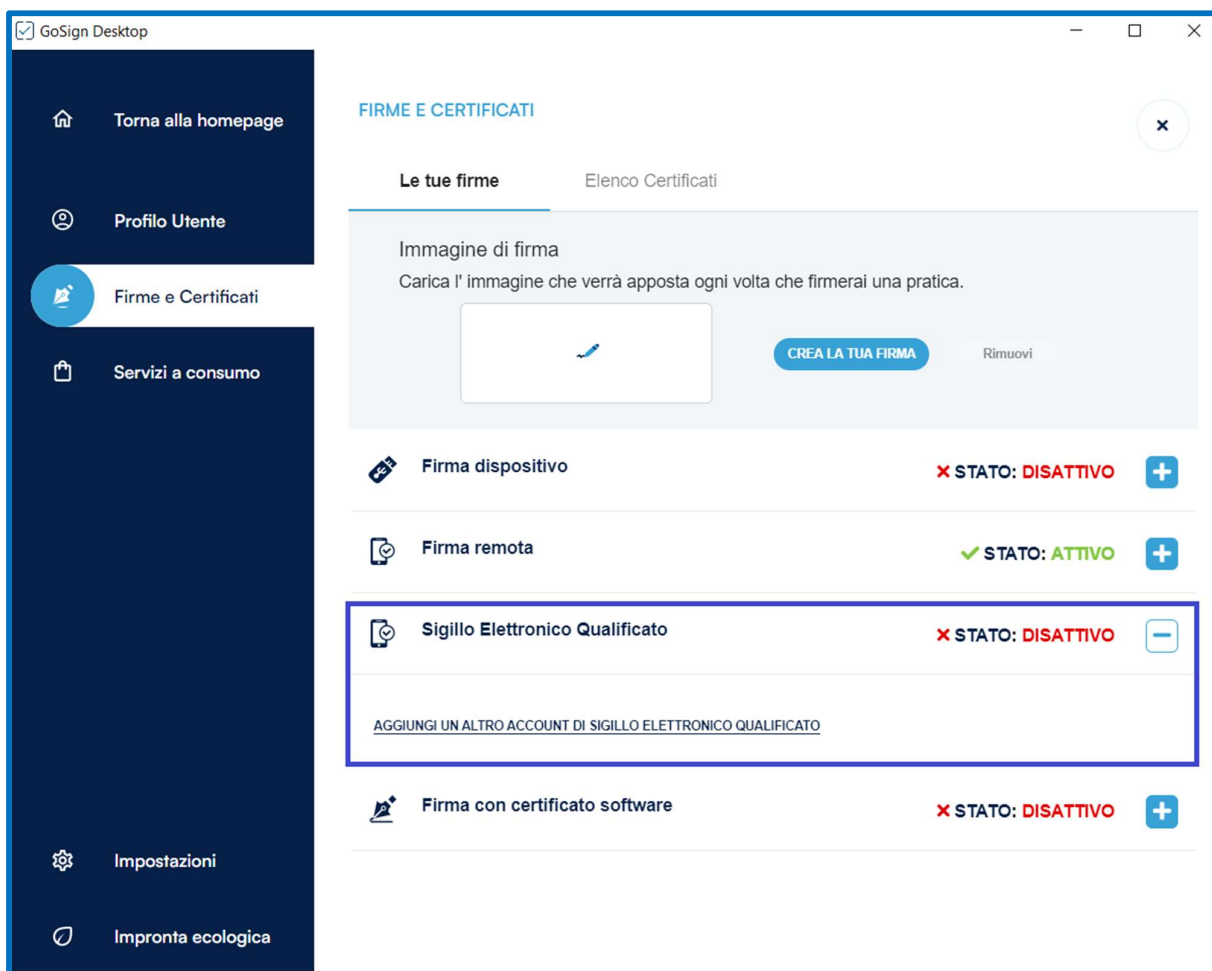 GoSign Desktop
Torna alla homepage
Profilo Utente
Firme e Certificati
Servizi a consumo
Impostazioni
Impronta ecologica
FIRME E CERTIFICATI
Le tue firme
Elenco Certificati
Immagine di firma
Carica l' immagine che verrà apposta ogni volta che firmerai una pratica.
CREA LA TUA FIRMA
Rimuovi
Firma dispositivo
STATO: DISATTIVO
Firma remota
STATO: ATTIVO
Sigillo Elettronico Qualificato
STATO: DISATTIVO
AGGIUNGI UN ALTRO ACCOUNT DI SIGILLO ELETTRONICO QUALIFICATO
Firma con certificato software
STATO: DISATTIVO